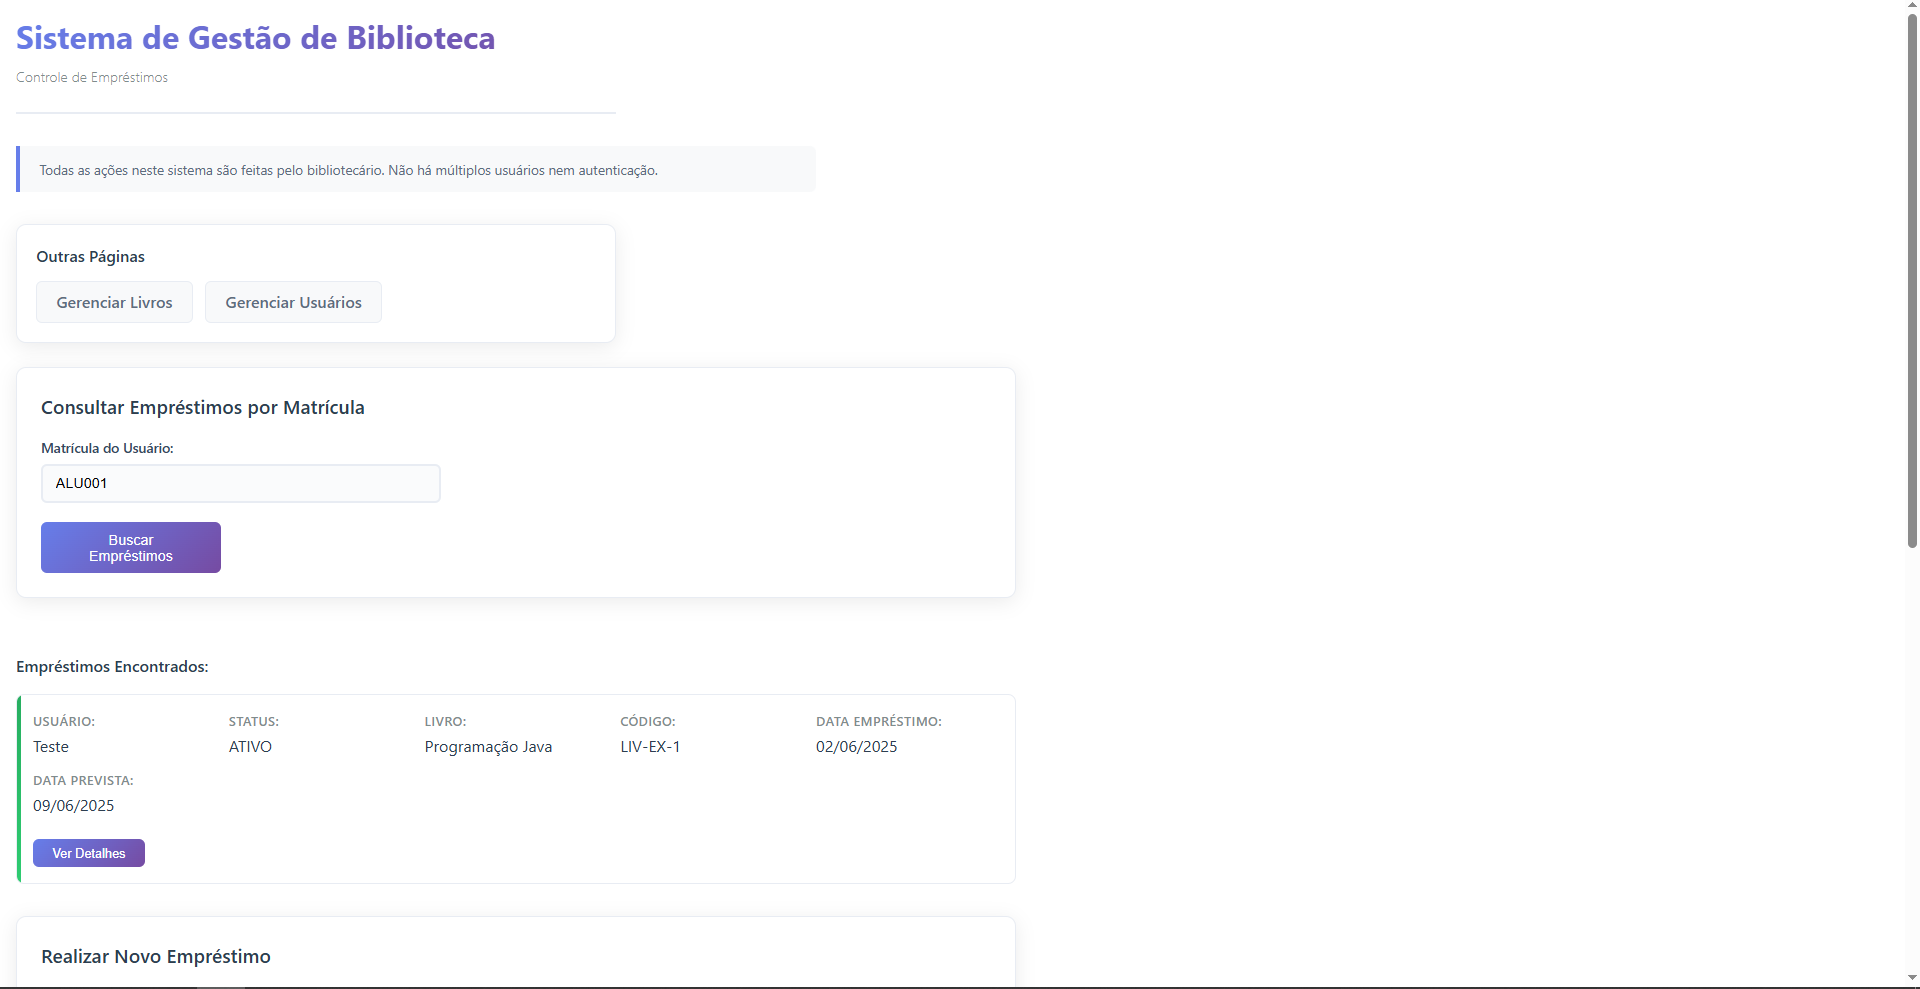 Sistema de Gestão de Biblioteca
Controle de Empréstimos
Todas as ações neste sistema são feitas pelo bibliotecário. Não há múltiplos usuários nem autenticação.
Outras Páginas
Gerenciar Livros Gerenciar Usuários
Consultar Empréstimos por Matrícula
Matrícula do Usuário:
ALU001
Buscar
Empréstimos
Empréstimos Encontrados:
USUÁRIO: STATUS: LIVRO: CÓDIGO: DATA EMPRÉSTIMO:
Teste ATIVO Programação Java LIV-EX-1 02/06/2025
DATA PREVISTA:
09/06/2025
Ver Detalhes
Realizar Novo Empréstimo